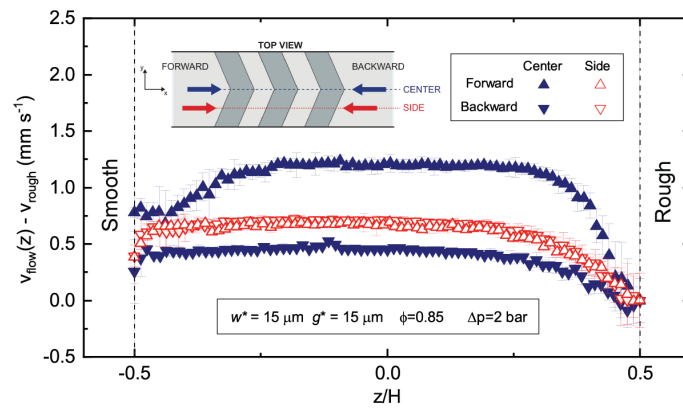 2.5
2.0
1.5
1.0
0.5
0.0
-0.5
v_flow(z) - v_rough (mm s⁻¹)
Smooth
Rough
TOP VIEW
FORWARD
BACKWARD
y
x
CENTER
SIDE
Center Side
Forward
Backward
w* = 15 μm g* = 15 μm ϕ=0.85 Δp=2 bar
-0.5 0.0 0.5
z/H